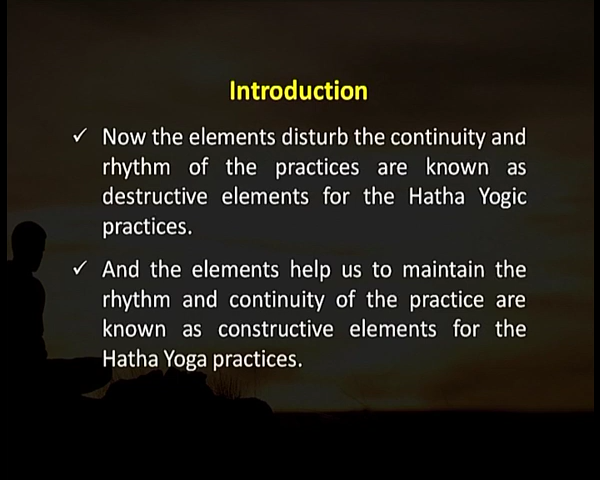 Introduction
✓ Now the elements disturb the continuity and
rhythm of the practices are known as
destructive elements for the Hatha Yogic
practices.
✓ And the elements help us to maintain the
rhythm and continuity of the practice are
known as constructive elements for the
Hatha Yoga practices.